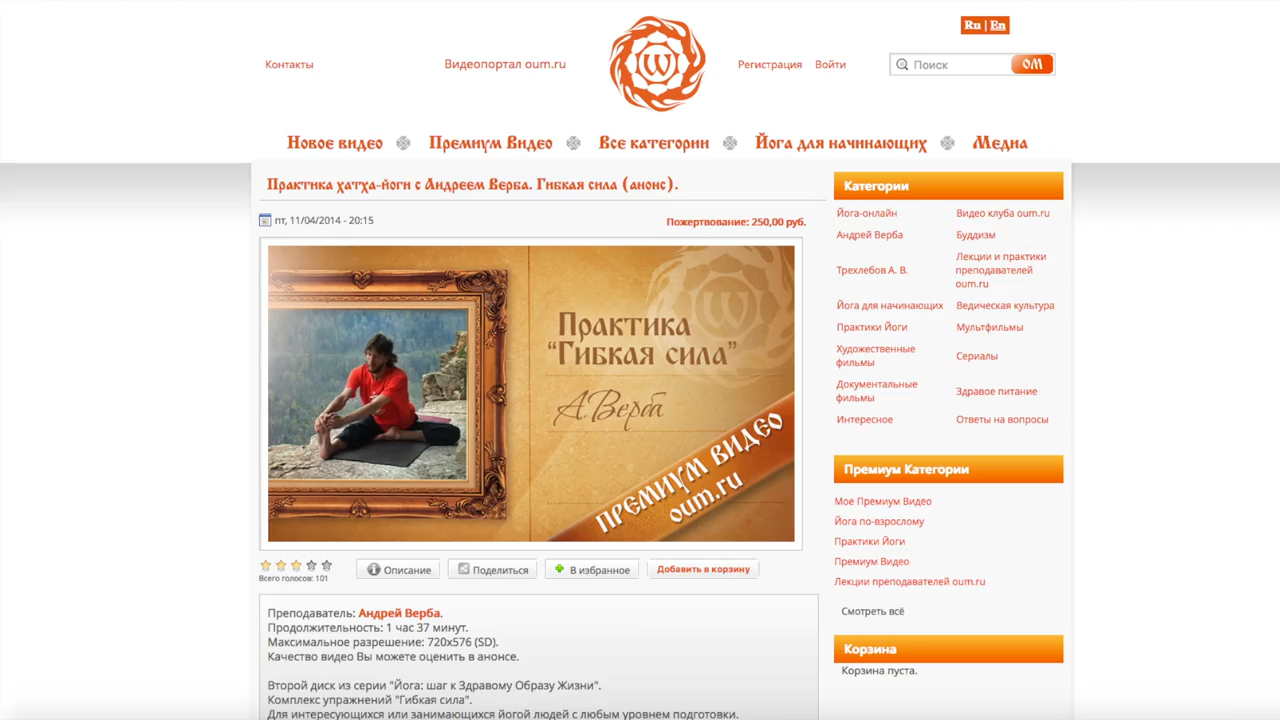 Ru | En
Контакты
Видеопортал oum.ru
Регистрация
Войти
Поиск
ОМ
Новое видео
Премиум Видео
Все категории
Йога для начинающих
Медиа
Практика хатха-йоги с Андреем Верба. Гибкая сила (анонс).
пт, 11/04/2014 - 20:15
Пожертвование: 250,00 руб.
Практика
“Гибкая сила”
А.Верба
ПРЕМИУМ ВИДЕО
oum.ru
Всего голосов: 101
Описание
Поделиться
В избранное
Добавить в корзину
Преподаватель: Андрей Верба.
Продолжительность: 1 час 37 минут.
Максимальное разрешение: 720x576 (SD).
Качество видео Вы можете оценить в анонсе.
Второй диск из серии "Йога: шаг к Здравому Образу Жизни".
Комплекс упражнений "Гибкая сила".
Для интересующихся или занимающихся йогой людей с любым уровнем подготовки.
Категории
Йога-онлайн
Видео клуба oum.ru
Андрей Верба
Буддизм
Трехлебов А. В.
Лекции и практики
преподавателей
oum.ru
Йога для начинающих
Ведическая культура
Практики Йоги
Мультфильмы
Художественные
фильмы
Сериалы
Документальные
фильмы
Здравое питание
Интересное
Ответы на вопросы
Премиум Категории
Мое Премиум Видео
Йога по-взрослому
Практики Йоги
Премиум Видео
Лекции преподавателей oum.ru
Смотреть всё
Корзина
Корзина пуста.